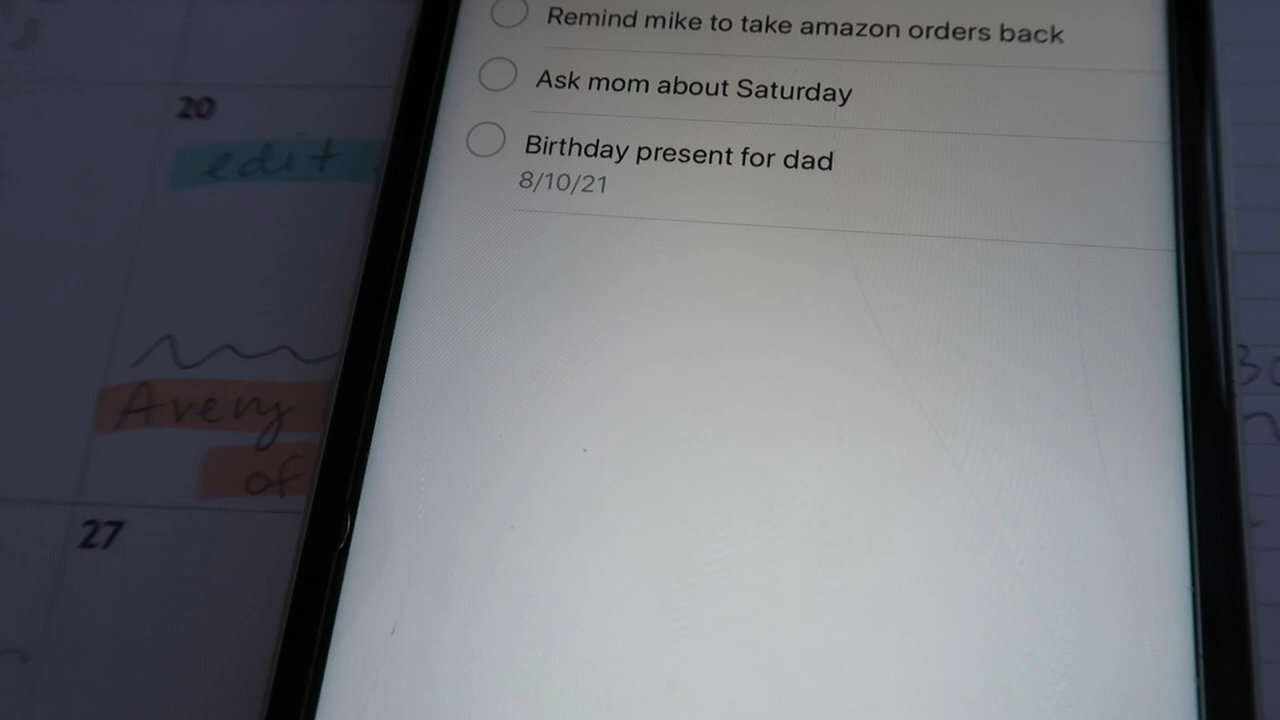 Remind mike to take amazon orders back
Ask mom about Saturday
Birthday present for dad
8/10/21
20
edit
Avery
of
27
30